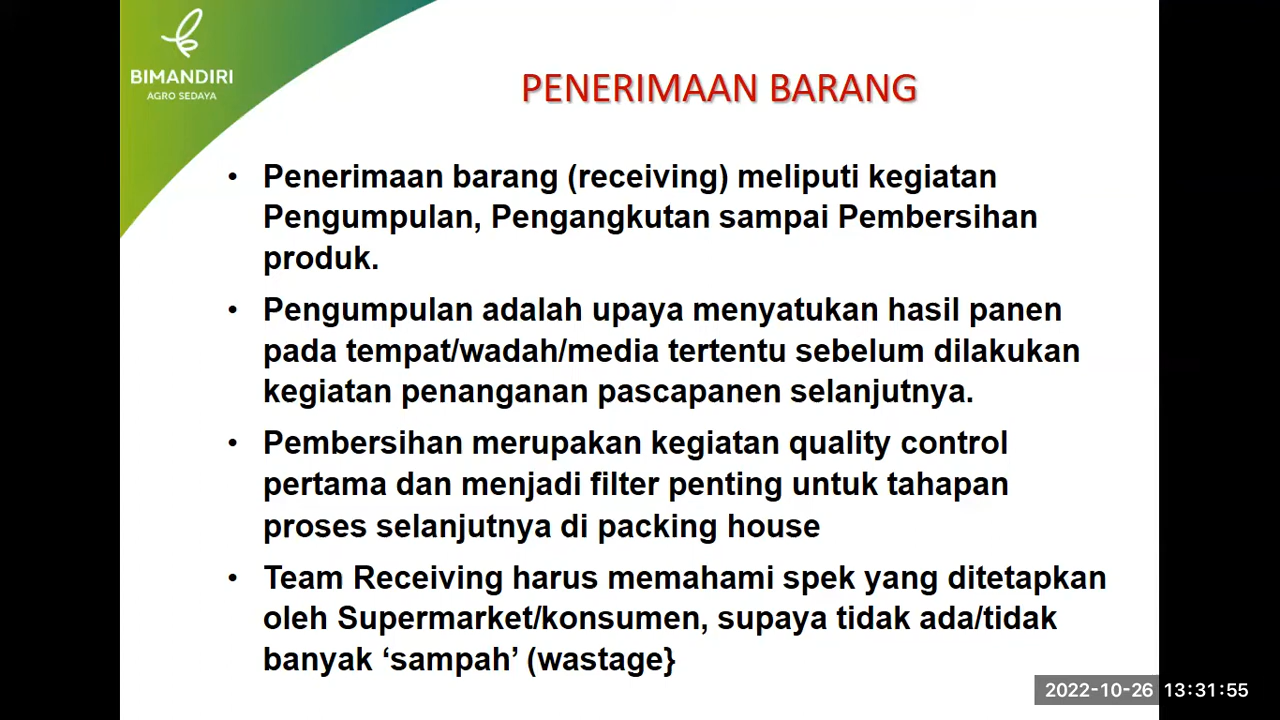 BIMANDIRI
AGRO SEDAYA
PENERIMAAN BARANG
• Penerimaan barang (receiving) meliputi kegiatan
Pengumpulan, Pengangkutan sampai Pembersihan
produk.
• Pengumpulan adalah upaya menyatukan hasil panen
pada tempat/wadah/media tertentu sebelum dilakukan
kegiatan penanganan pascapanen selanjutnya.
• Pembersihan merupakan kegiatan quality control
pertama dan menjadi filter penting untuk tahapan
proses selanjutnya di packing house
• Team Receiving harus memahami spek yang ditetapkan
oleh Supermarket/konsumen, supaya tidak ada/tidak
banyak ‘sampah’ (wastage}
2022-10-26 13:31:55